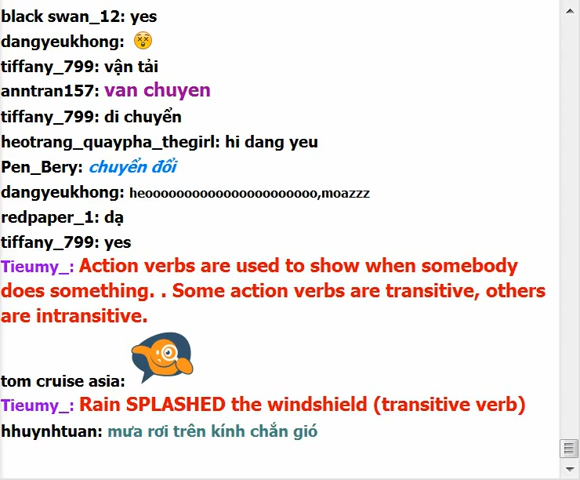 black swan_12: yes
dangyeukhong:
tiffany_799: vận tải
anntran157: van chuyen
tiffany_799: di chuyển
heotrang_quaypha_thegirl: hi dang yeu
Pen_Bery: chuyển đổi
dangyeukhong: heoooooooooooooooooooooo,moazzz
redpaper_1: dạ
tiffany_799: yes
Tieumy_: Action verbs are used to show when somebody
does something. . Some action verbs are transitive, others
are intransitive.
tom cruise asia:
Tieumy_: Rain SPLASHED the windshield (transitive verb)
hhuynhtuan: mưa rơi trên kính chắn gió